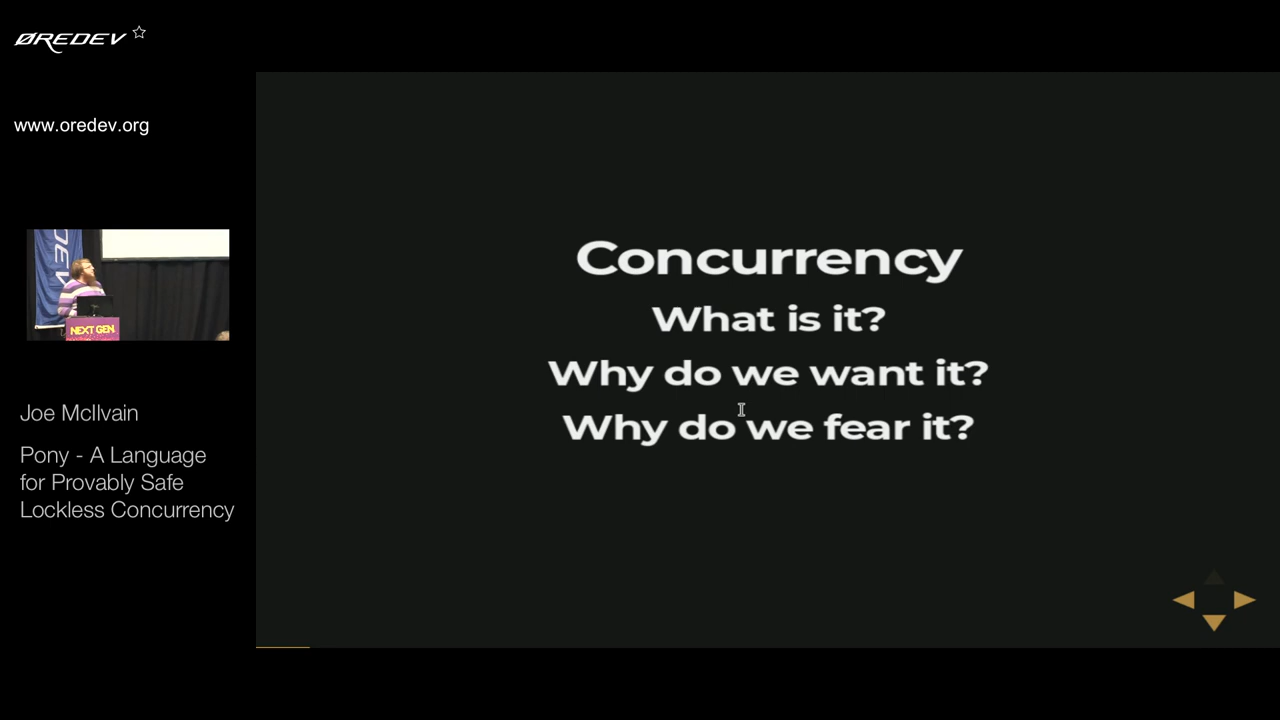 ØREDEV
www.oredev.org
NEXT GEN.
Joe McIlvain
Pony - A Language
for Provably Safe
Lockless Concurrency
Concurrency
What is it?
Why do we want it?
Why do we fear it?